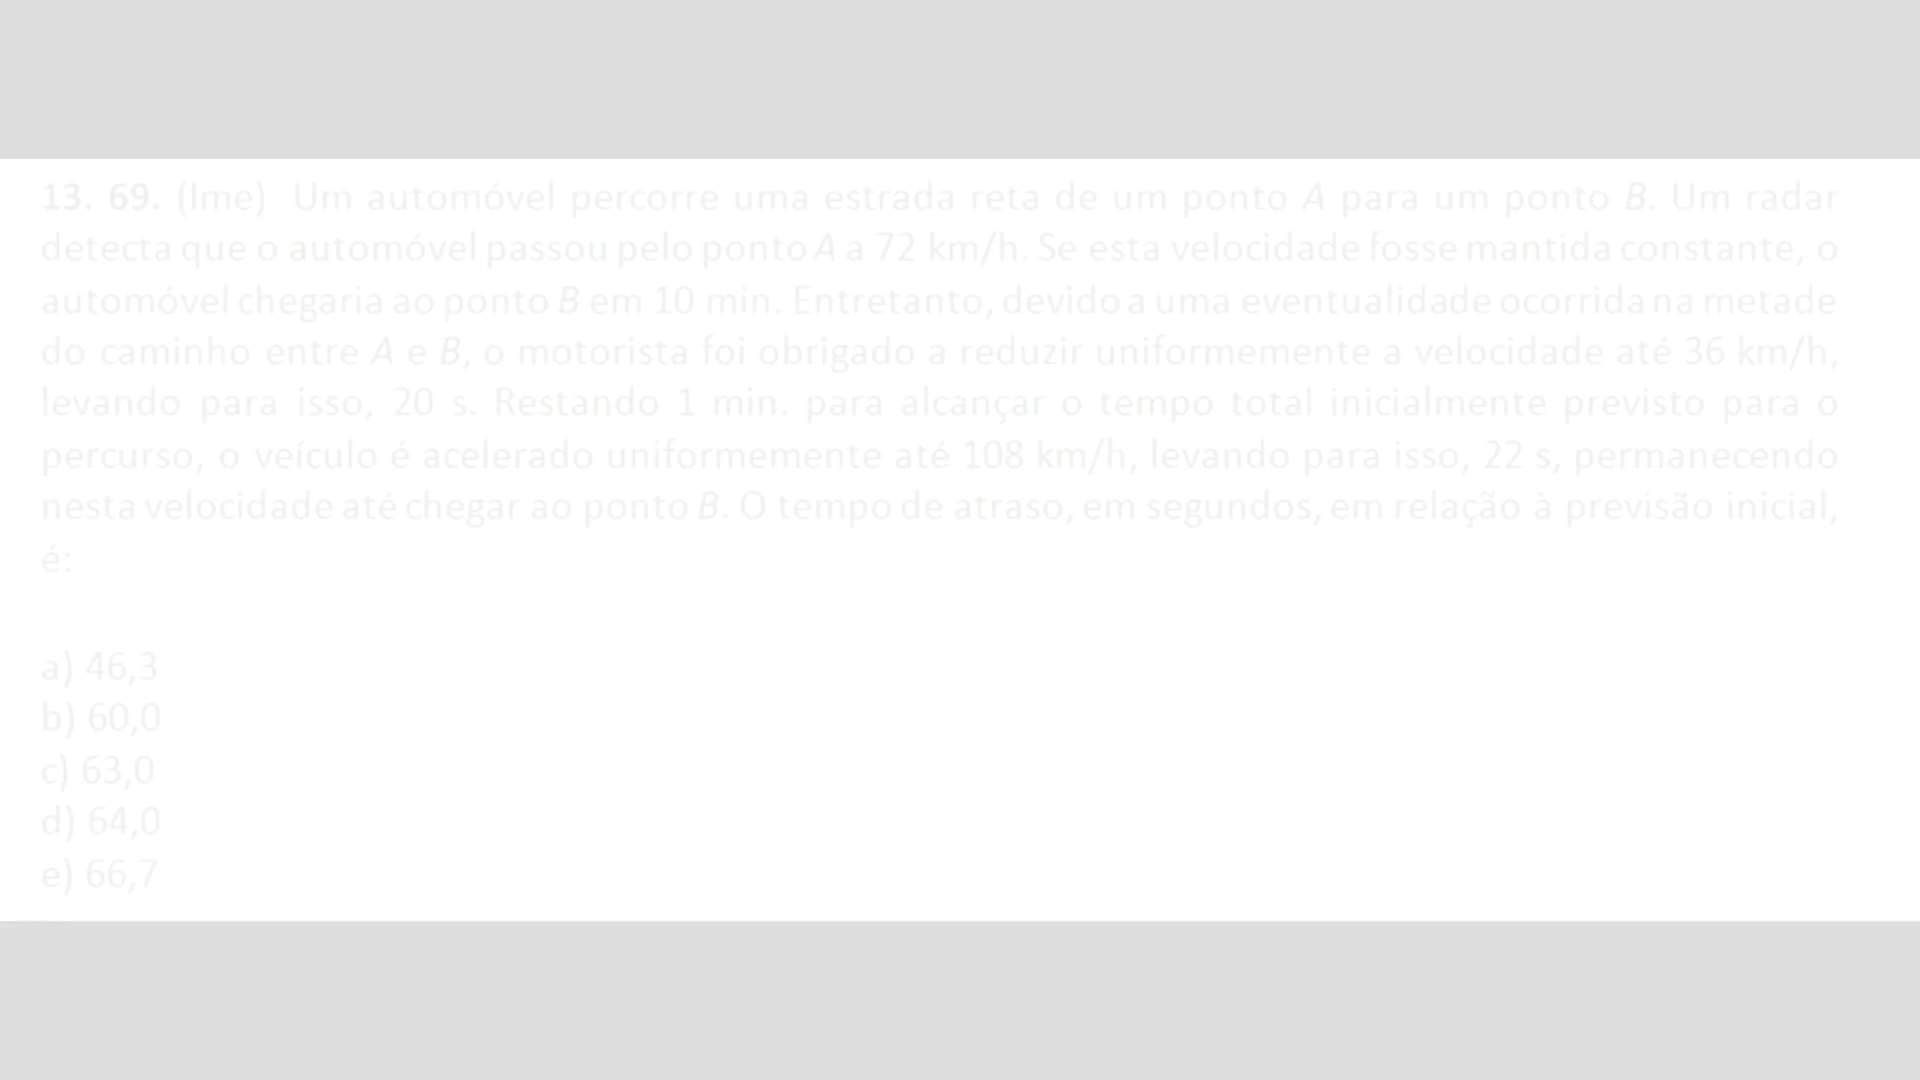 13. 69. (Ime) Um automóvel percorre uma estrada reta de um ponto A para um ponto B. Um radar
detecta que o automóvel passou pelo ponto A a 72 km/h. Se esta velocidade fosse mantida constante, o
automóvel chegaria ao ponto B em 10 min. Entretanto, devido a uma eventualidade ocorrida na metade
do caminho entre A e B, o motorista foi obrigado a reduzir uniformemente a velocidade até 36 km/h,
levando para isso, 20 s. Restando 1 min. para alcançar o tempo total inicialmente previsto para o
percurso, o veículo é acelerado uniformemente até 108 km/h, levando para isso, 22 s, permanecendo
nesta velocidade até chegar ao ponto B. O tempo de atraso, em segundos, em relação à previsão inicial,
é:
a) 46,3
b) 60,0
c) 63,0
d) 64,0
e) 66,7